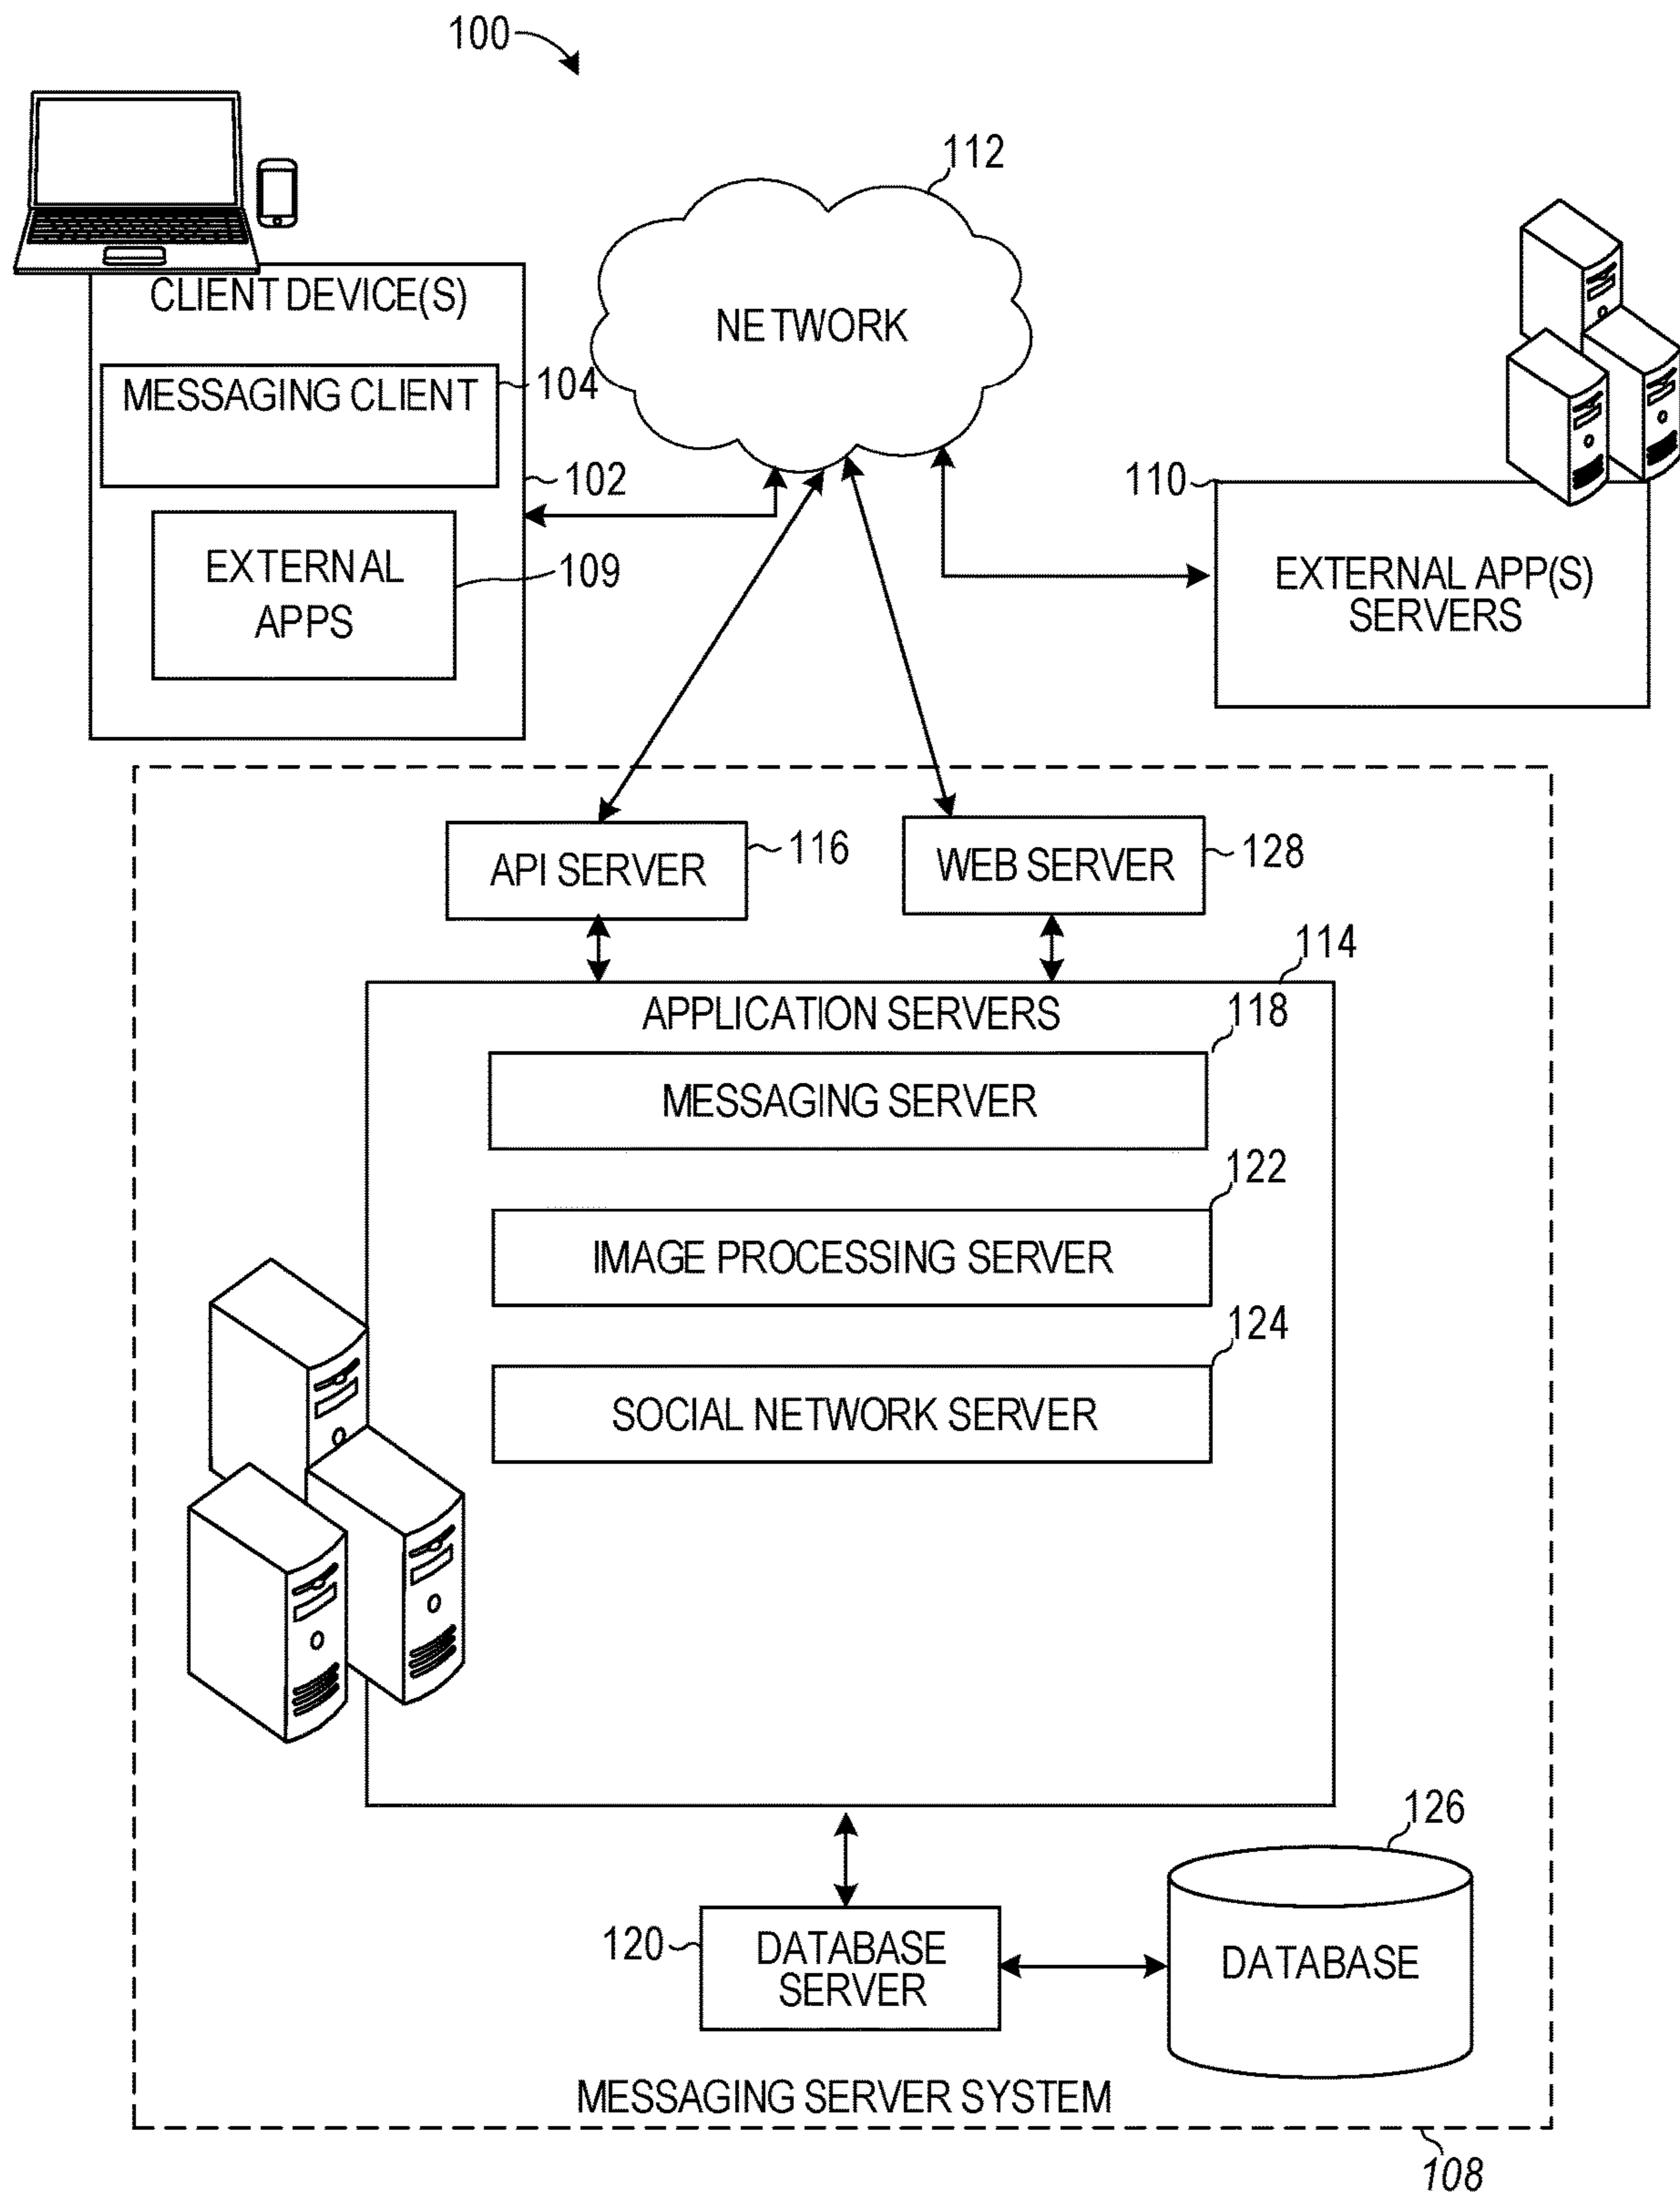 100
112
CLIENT DEVICE(S)
NETWORK
MESSAGING CLIENT
104
102
110
EXTERNAL
APPS
109
EXTERNAL APP(S)
SERVERS
API SERVER
116
WEB SERVER
128
114
APPLICATION SERVERS
118
MESSAGING SERVER
122
IMAGE PROCESSING SERVER
124
SOCIAL NETWORK SERVER
126
120
DATABASE
SERVER
DATABASE
MESSAGING SERVER SYSTEM
108